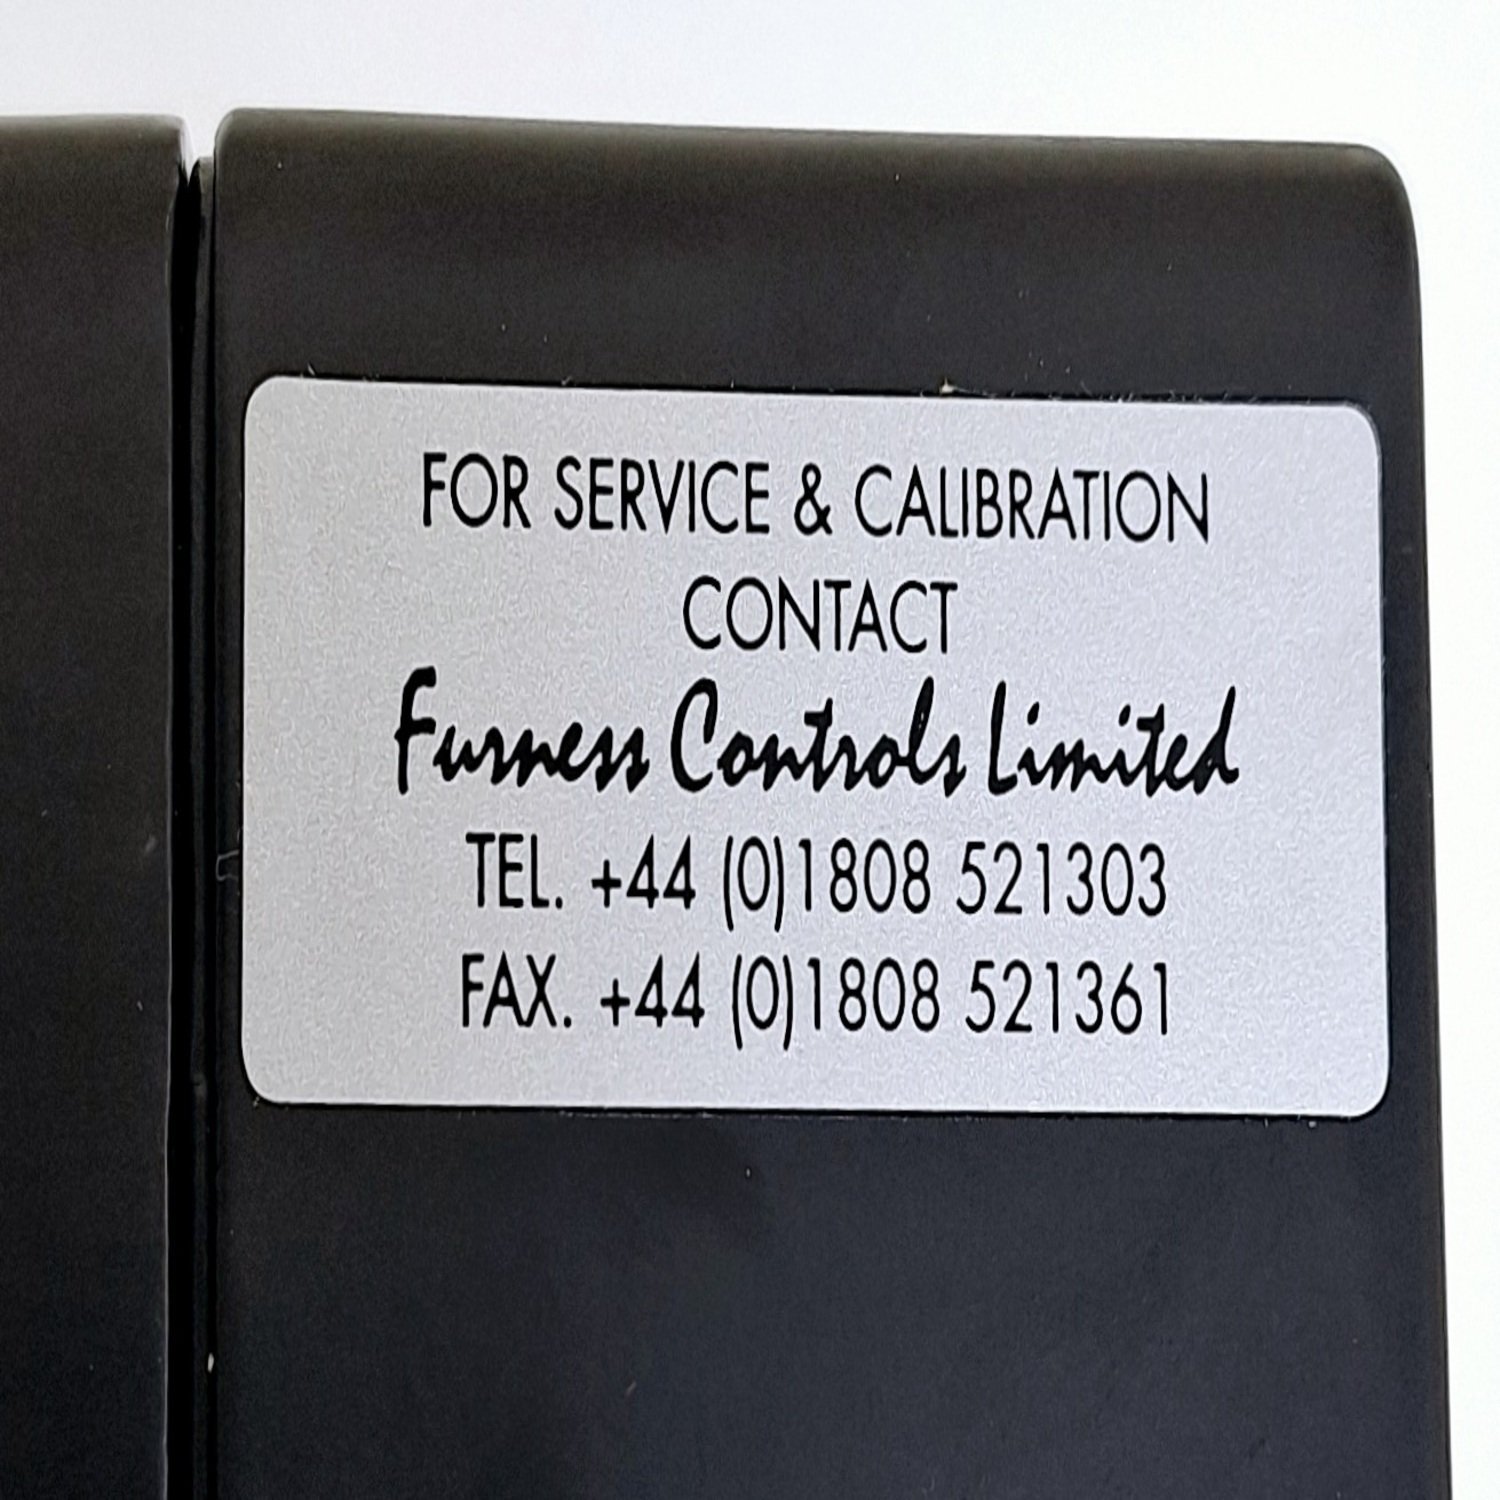 FOR SERVICE & CALIBRATION
CONTACT
Furness Controls Limited
TEL. +44 (0)1808 521303
FAX. +44 (0)1808 521361